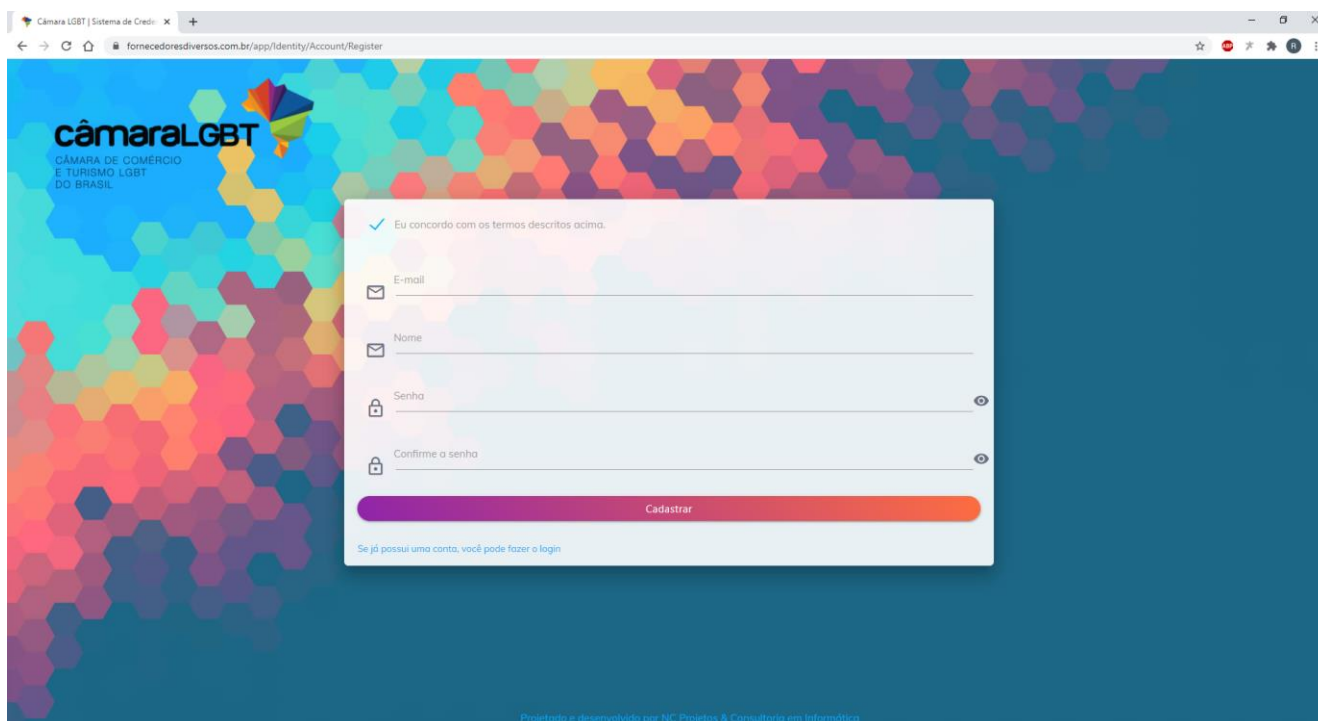 Câmara LGBT | Sistema de Crede
fornecedoresdiversos.com.br/app/Identity/Account/Register
ABP
R
câmaraLGBT
CÂMARA DE COMÉRCIO
E TURISMO LGBT
DO BRASIL
Eu concordo com os termos descritos acima.
E-mail
Nome
Senha
Confirme a senha
Cadastrar
Se já possui uma conta, você pode fazer o login
Projetado e desenvolvido por NC Projetos & Consultoria em Informática